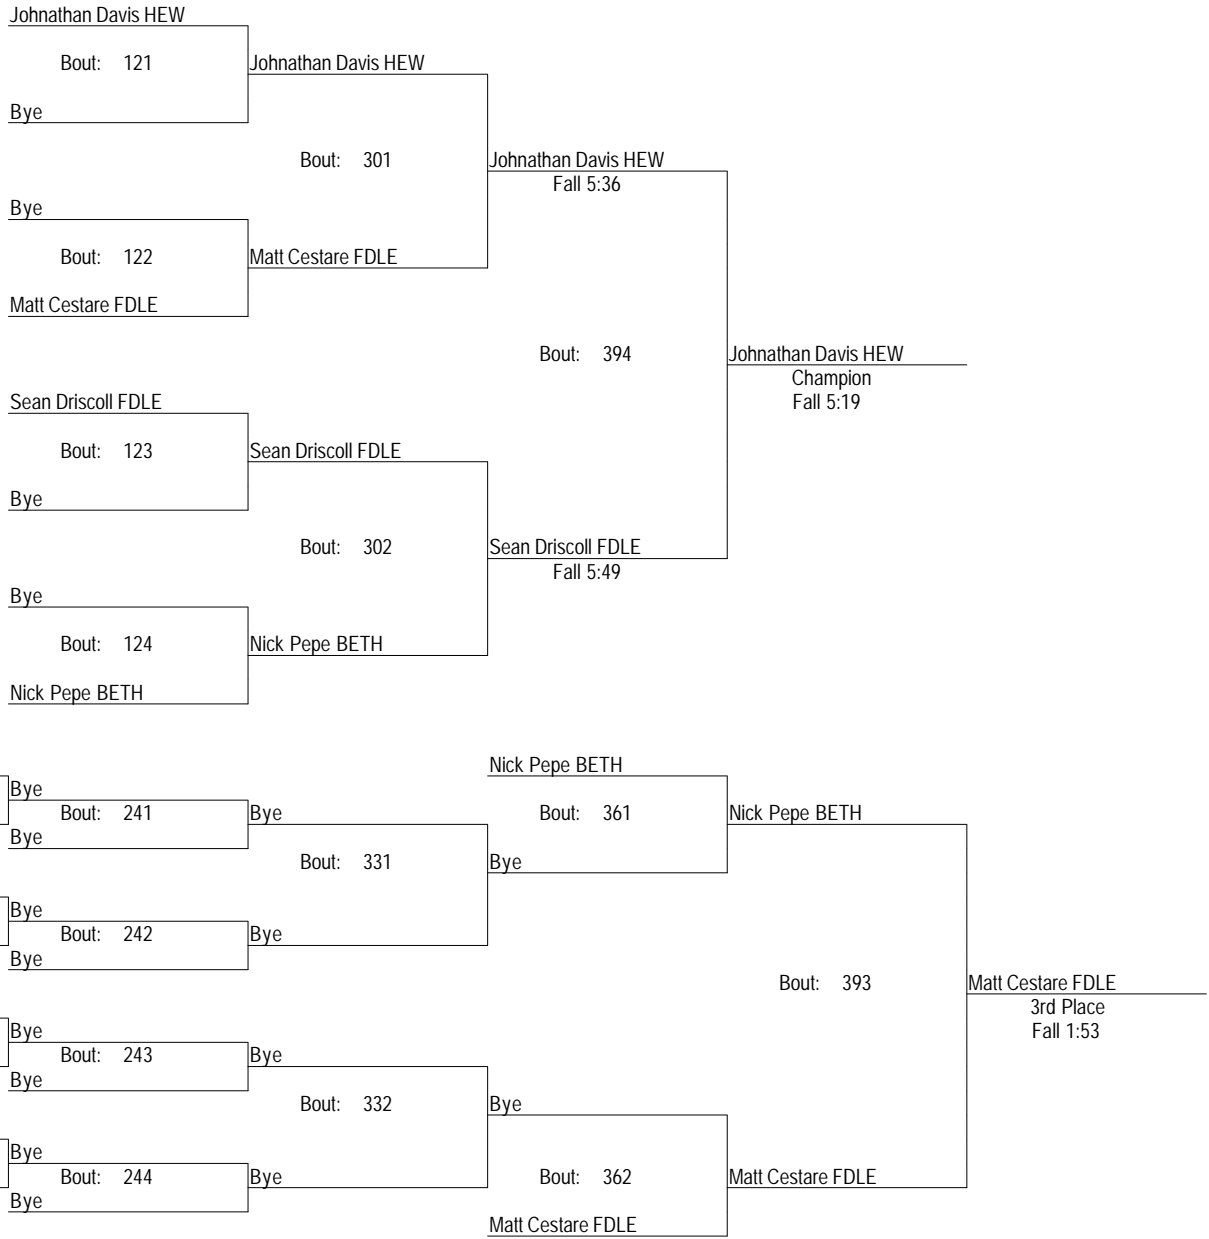 Johnathan Davis HEW
Bout: 121
Johnathan Davis HEW
Bye
Bout: 301
Johnathan Davis HEW
Fall 5:36
Bye
Bout: 122
Matt Cestare FDLE
Matt Cestare FDLE
Bout: 394
Johnathan Davis HEW
Champion
Fall 5:19
Sean Driscoll FDLE
Bout: 123
Sean Driscoll FDLE
Bye
Bout: 302
Sean Driscoll FDLE
Fall 5:49
Bye
Bout: 124
Nick Pepe BETH
Nick Pepe BETH
Nick Pepe BETH
Bye
Bout: 241
Bye
Bout: 361
Nick Pepe BETH
Bye
Bout: 331
Bye
Bye
Bout: 242
Bye
Bye
Bout: 393
Matt Cestare FDLE
3rd Place
Fall 1:53
Bye
Bout: 243
Bye
Bye
Bout: 332
Bye
Bye
Bout: 244
Bye
Bout: 362
Matt Cestare FDLE
Bye
Matt Cestare FDLE